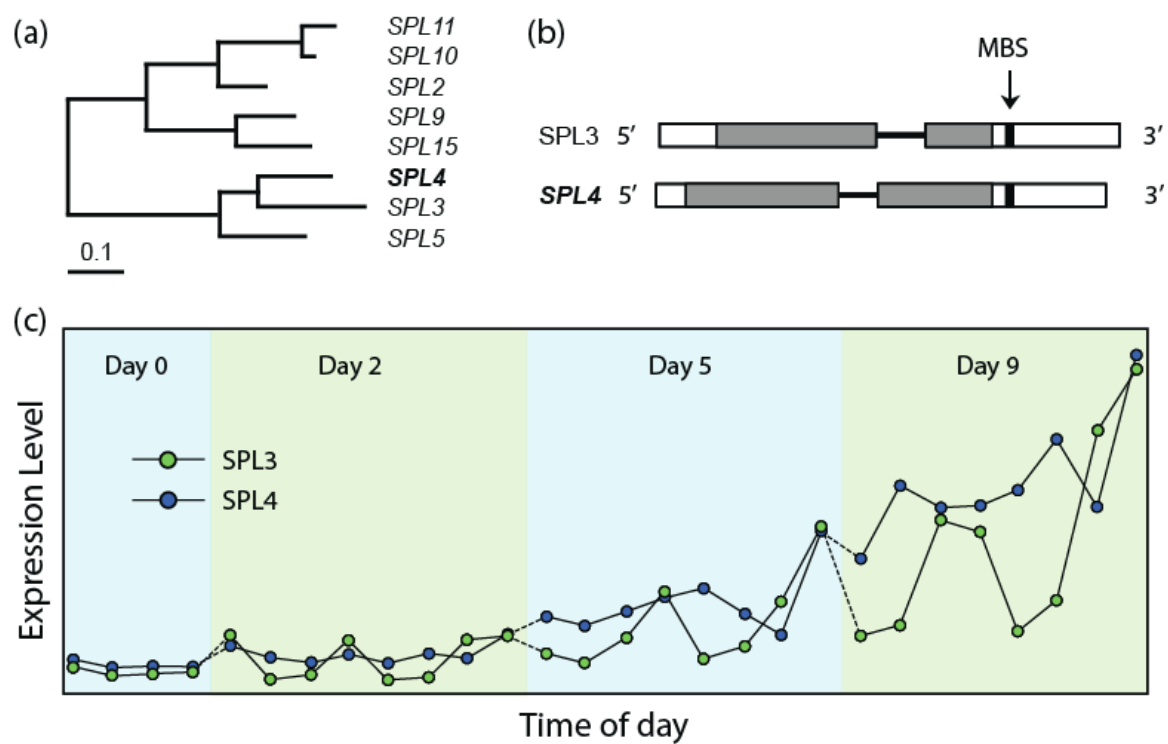 (a)
SPL11
SPL10
SPL2
SPL9
SPL15
SPL4
SPL3
SPL5
0.1
(b)
MBS
SPL3 5′ 3′
SPL4 5′ 3′
(c)
Day 0 Day 2 Day 5 Day 9
SPL3
SPL4
Expression Level
Time of day